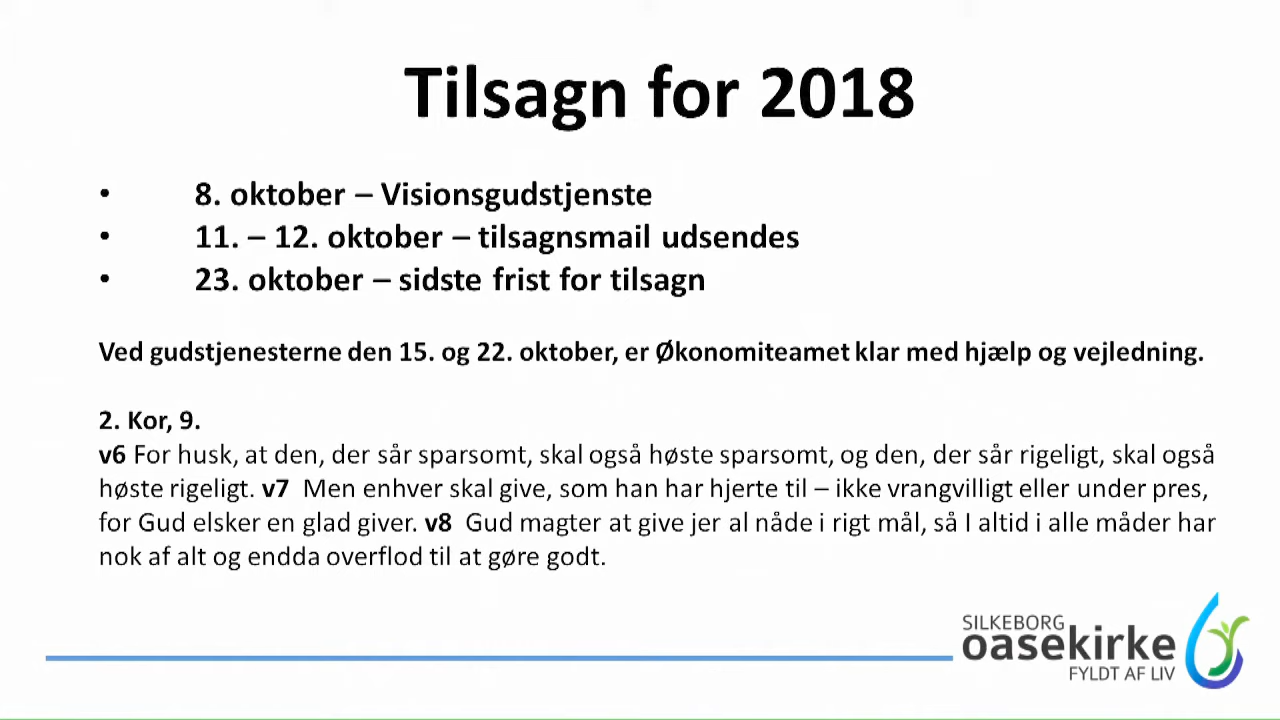 Tilsagn for 2018
• 8. oktober – Visionsgudstjenste
• 11. – 12. oktober – tilsagnsmail udsendes
• 23. oktober – sidste frist for tilsagn
Ved gudstjenesterne den 15. og 22. oktober, er Økonomiteamet klar med hjælp og vejledning.
2. Kor, 9.
v6 For husk, at den, der sår sparsomt, skal også høste sparsomt, og den, der sår rigeligt, skal også
høste rigeligt. v7 Men enhver skal give, som han har hjerte til – ikke vrangvilligt eller under pres,
for Gud elsker en glad giver. v8 Gud magter at give jer al nåde i rigt mål, så I altid i alle måder har
nok af alt og endda overflod til at gøre godt.
SILKEBORG
oasekirke
FYLDT AF LIV